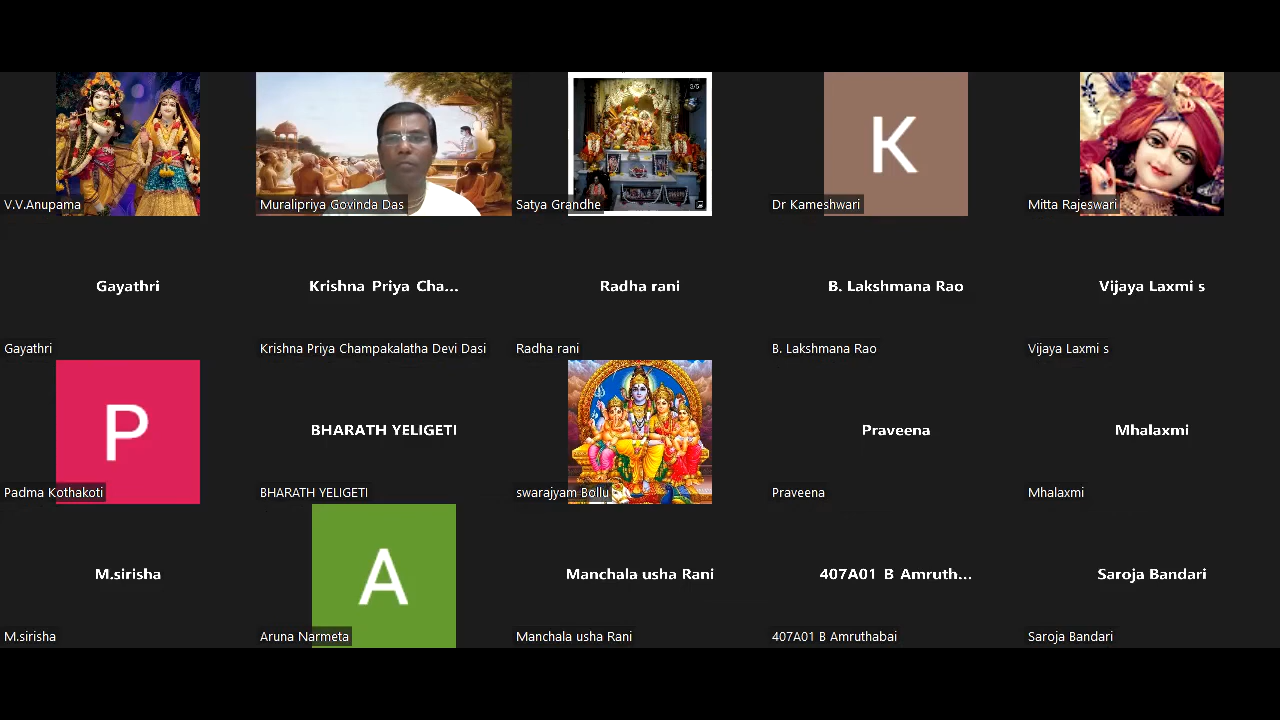 V.V.Anupama
Muralipriya Govinda Das
3/5
Satya Grandhe
K
Dr Kameshwari
Mitta Rajeswari
Gayathri
Gayathri
Krishna Priya Cha...
Krishna Priya Champakalatha Devi Dasi
Radha rani
Radha rani
B. Lakshmana Rao
B. Lakshmana Rao
Vijaya Laxmi s
Vijaya Laxmi s
P
Padma Kothakoti
BHARATH YELIGETI
BHARATH YELIGETI
swarajyam Bollu
Praveena
Praveena
Mhalaxmi
Mhalaxmi
M.sirisha
M.sirisha
A
Aruna Narmeta
Manchala usha Rani
Manchala usha Rani
407A01 B Amruth...
407A01 B Amruthabai
Saroja Bandari
Saroja Bandari